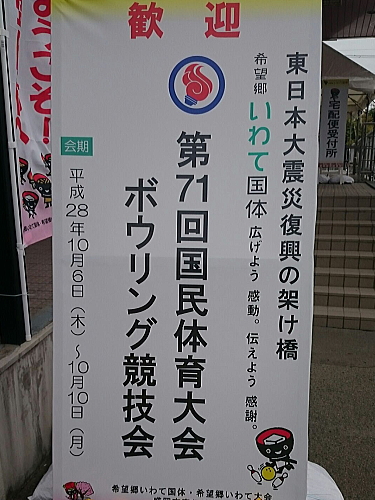 歓迎
東日本大震災復興の架け橋
希望郷いわて国体 広げよう 感動。伝えよう 感謝。
第71回国民体育大会
ボウリング競技会
会期
平成28年10月6日（木）～10月10日（月）
希望郷いわて国体・希望郷いわて大会
宅配便受付所
こそ！